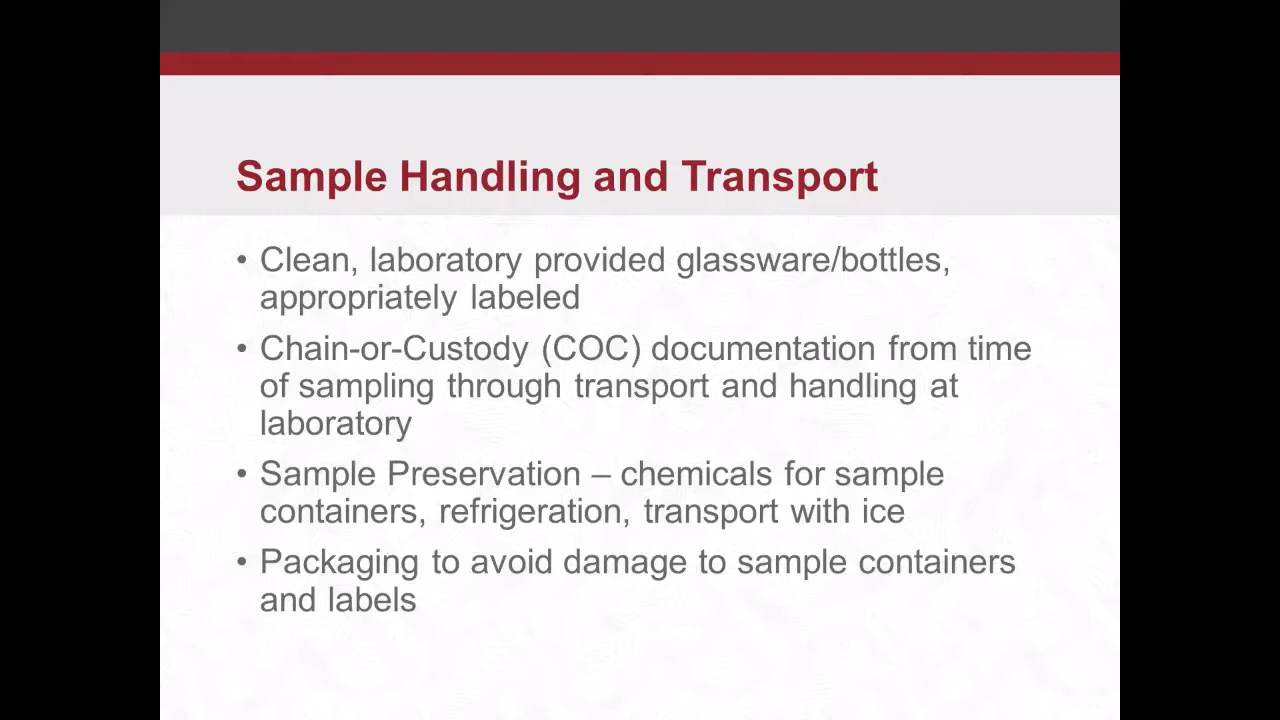 Sample Handling and Transport
• Clean, laboratory provided glassware/bottles,
appropriately labeled
• Chain-or-Custody (COC) documentation from time
of sampling through transport and handling at
laboratory
• Sample Preservation – chemicals for sample
containers, refrigeration, transport with ice
• Packaging to avoid damage to sample containers
and labels